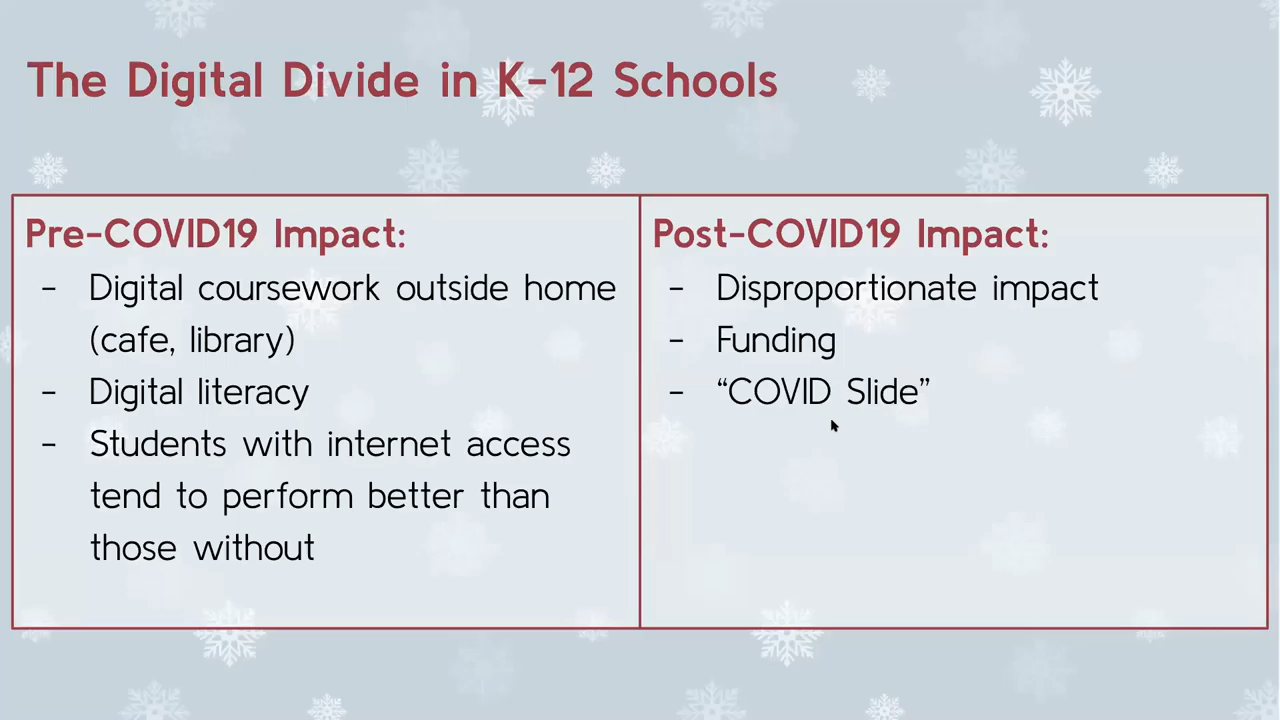 The Digital Divide in K-12 Schools
Pre-COVID19 Impact:
- Digital coursework outside home
(cafe, library)
- Digital literacy
- Students with internet access
tend to perform better than
those without
Post-COVID19 Impact:
- Disproportionate impact
- Funding
- “COVID Slide”